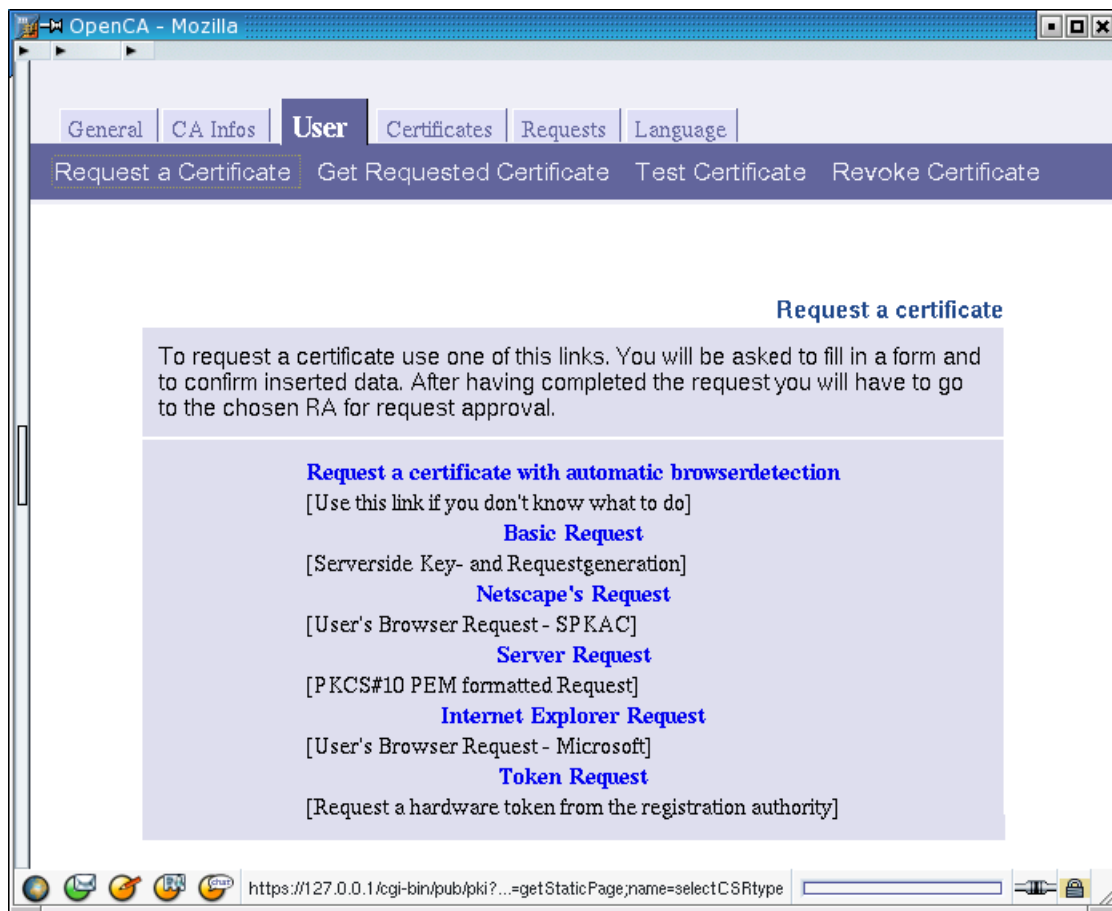 OpenCA - Mozilla
General CA Infos User Certificates Requests Language
Request a Certificate Get Requested Certificate Test Certificate Revoke Certificate
Request a certificate
To request a certificate use one of this links. You will be asked to fill in a form and
to confirm inserted data. After having completed the request you will have to go
to the chosen RA for request approval.
Request a certificate with automatic browserdetection
[Use this link if you don't know what to do]
Basic Request
[Serverside Key- and Requestgeneration]
Netscape's Request
[User's Browser Request - SPKAC]
Server Request
[PKCS#10 PEM formatted Request]
Internet Explorer Request
[User's Browser Request - Microsoft]
Token Request
[Request a hardware token from the registration authority]
https://127.0.0.1/cgi-bin/pub/pki?...=getStaticPage;name=selectCSRtype